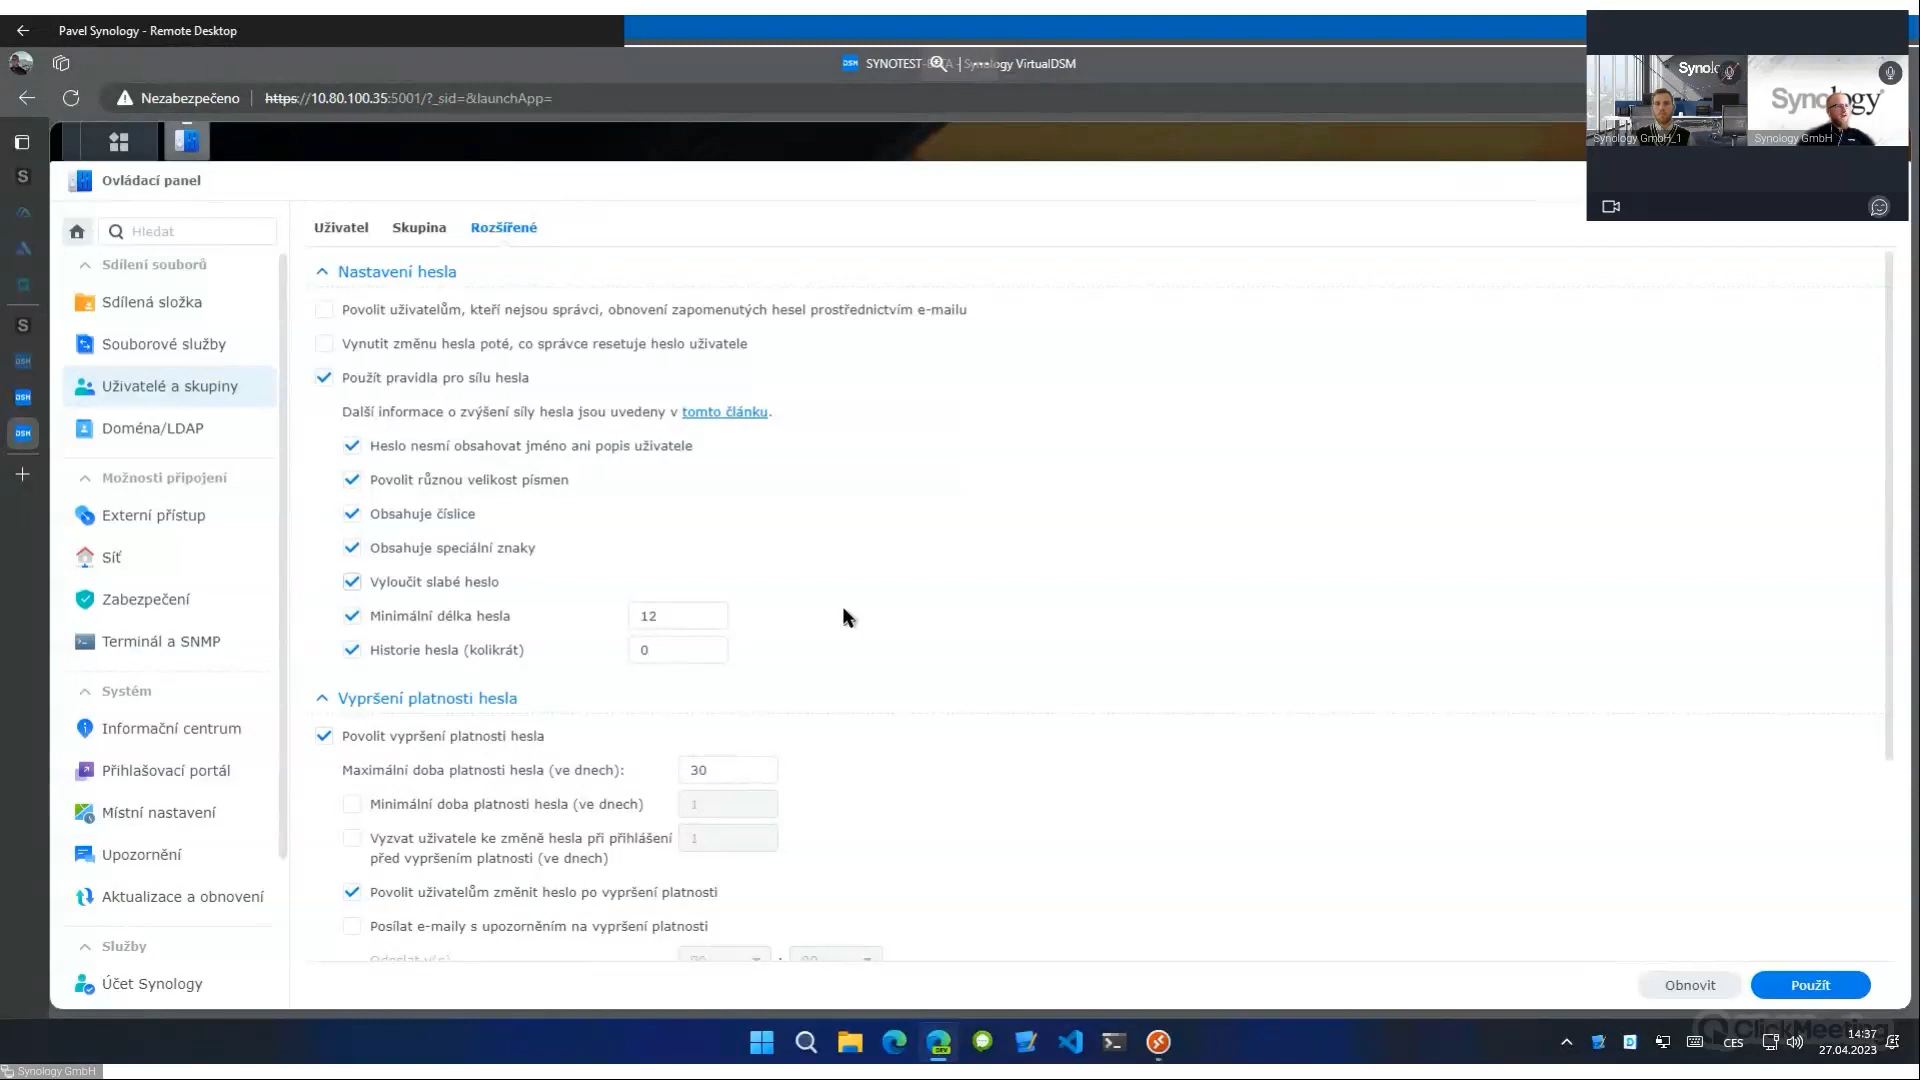 Pavel Synology - Remote Desktop
SYNOTEST- - Synology VirtualDSM
Nezabezpečeno
https://10.80.100.35:5001/?_sid=&launchApp=
Synology
Synology GmbH_1
Synology GmbH
Ovládací panel
Hledat
Sdílení souborů
Sdílená složka
Souborové služby
Uživatelé a skupiny
Doména/LDAP
Možnosti připojení
Externí přístup
Síť
Zabezpečení
Terminál a SNMP
Systém
Informační centrum
Přihlašovací portál
Místní nastavení
Upozornění
Aktualizace a obnovení
Služby
Účet Synology
Uživatel Skupina Rozšířené
Nastavení hesla
Povolit uživatelům, kteří nejsou správci, obnovení zapomenutých hesel prostřednictvím e-mailu
Vynutit změnu hesla poté, co správce resetuje heslo uživatele
Použít pravidla pro sílu hesla
Další informace o zvýšení síly hesla jsou uvedeny v tomto článku.
Heslo nesmí obsahovat jméno ani popis uživatele
Povolit různou velikost písmen
Obsahuje číslice
Obsahuje speciální znaky
Vyloučit slabé heslo
Minimální délka hesla 12
Historie hesla (kolikrát) 0
Vypršení platnosti hesla
Povolit vypršení platnosti hesla
Maximální doba platnosti hesla (ve dnech): 30
Minimální doba platnosti hesla (ve dnech) 1
Vyzvat uživatele ke změně hesla při přihlášení 1
před vypršením platnosti (ve dnech)
Povolit uživatelům změnit heslo po vypršení platnosti
Posílat e-maily s upozorněním na vypršení platnosti
Obnovit Použít
ClickMeeting
CES
14:37
27.04.2023
Synology GmbH